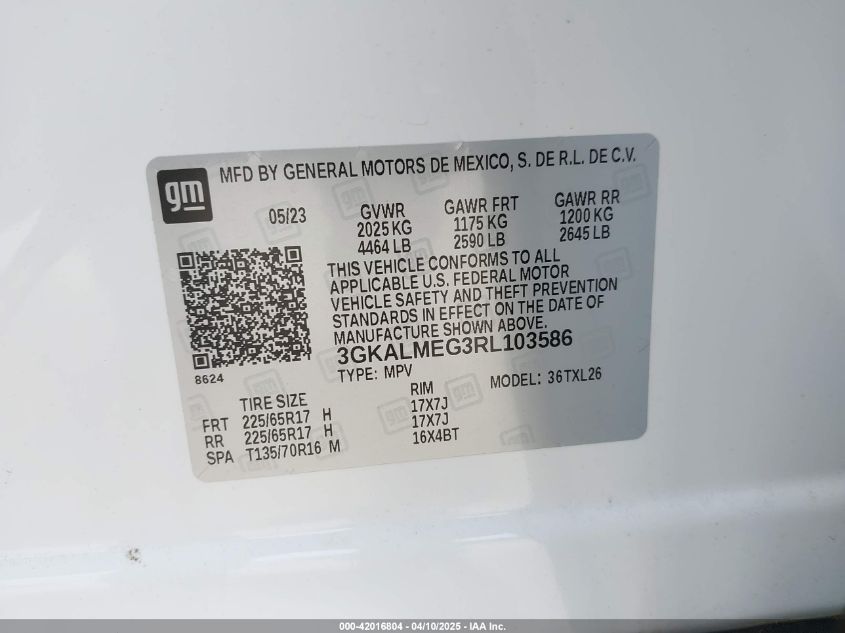 gm
MFD BY GENERAL MOTORS DE MEXICO, S. DE R.L. DE C.V.
05/23 GVWR GAWR FRT GAWR RR
2025 KG 1175 KG 1200 KG
4464 LB 2590 LB 2645 LB
THIS VEHICLE CONFORMS TO ALL
APPLICABLE U.S. FEDERAL MOTOR
VEHICLE SAFETY AND THEFT PREVENTION
STANDARDS IN EFFECT ON THE DATE OF
MANUFACTURE SHOWN ABOVE.
3GKALMEG3RL103586
8624
TYPE: MPV MODEL: 36TXL26
TIRE SIZE RIM
FRT 225/65R17 H 17X7J
RR 225/65R17 H 17X7J
SPA T135/70R16 M 16X4BT
000-42016804 - 04/10/2025 - IAA Inc.